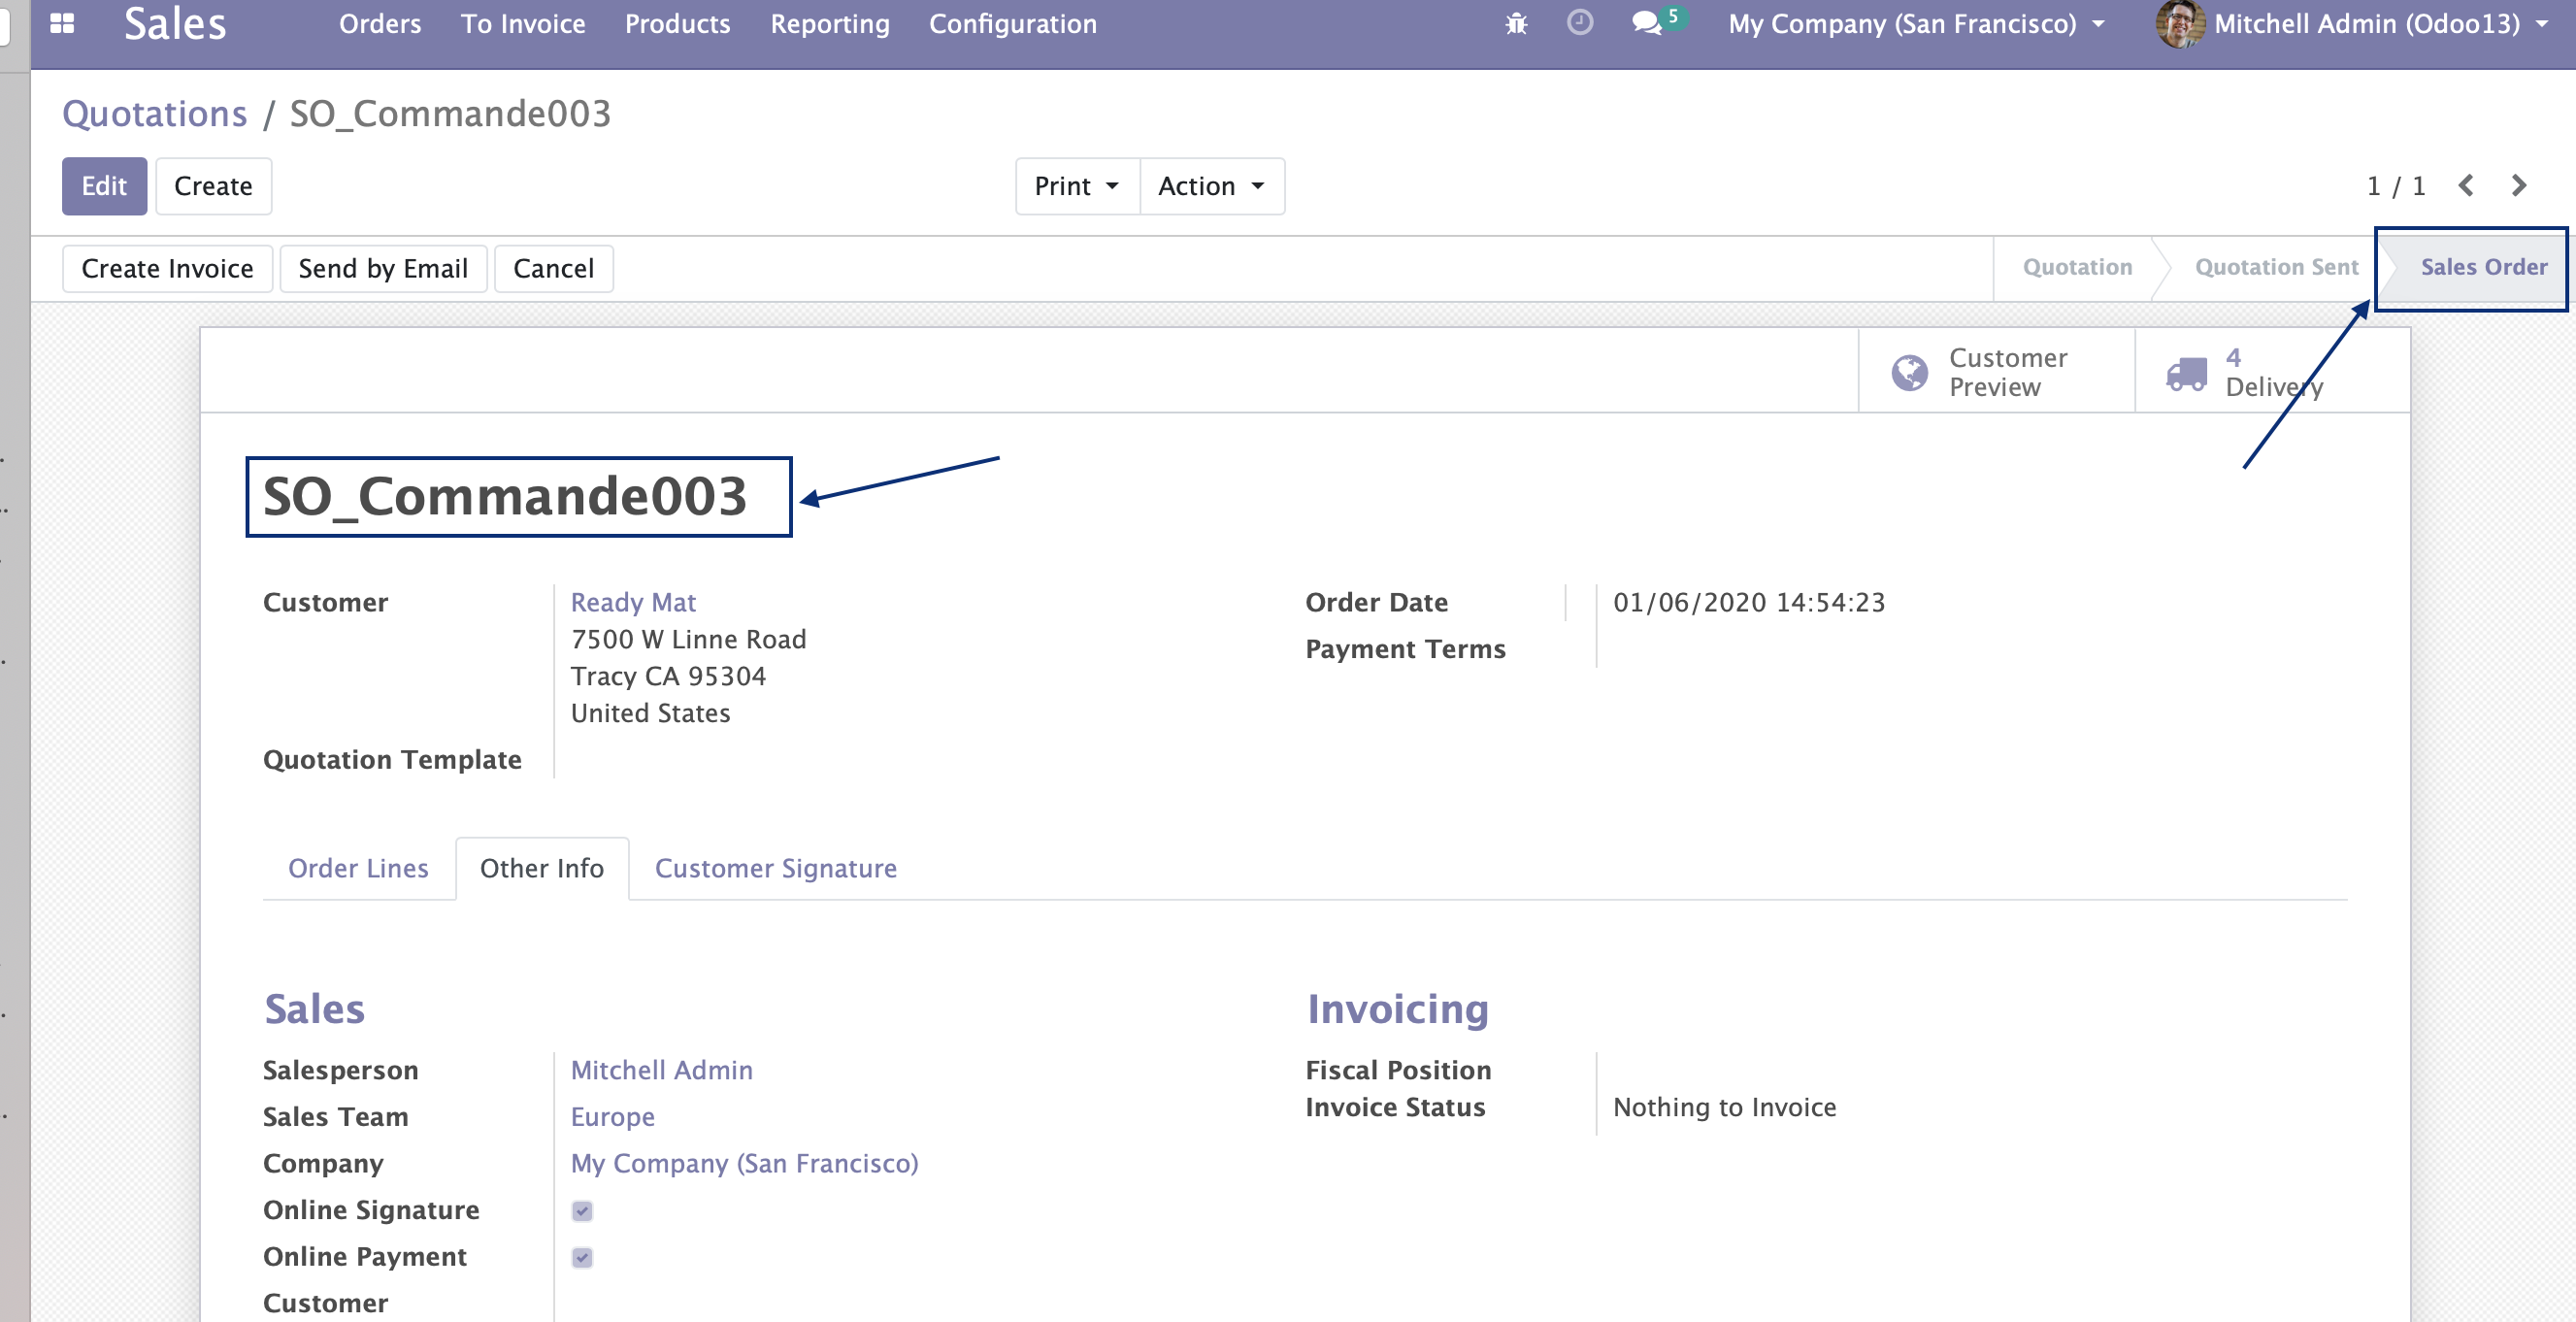 Sales
Orders
To Invoice
Products
Reporting
Configuration
5
My Company (San Francisco)
Mitchell Admin (Odoo13)
Quotations / SO_Commande003
Edit
Create
Print
Action
1 / 1
Create Invoice
Send by Email
Cancel
Quotation
Quotation Sent
Sales Order
Customer
Preview
4
Delivery
SO_Commande003
Customer
Ready Mat
7500 W Linne Road
Tracy CA 95304
United States
Quotation Template
Order Date
01/06/2020 14:54:23
Payment Terms
Order Lines
Other Info
Customer Signature
Sales
Salesperson
Mitchell Admin
Sales Team
Europe
Company
My Company (San Francisco)
Online Signature
Online Payment
Customer
Invoicing
Fiscal Position
Invoice Status
Nothing to Invoice